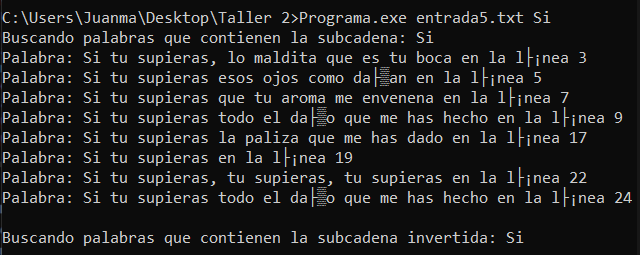 C:\Users\Juanma\Desktop\Taller 2>Programa.exe entrada5.txt Si
Buscando palabras que contienen la subcadena: Si
Palabra: Si tu supieras, lo maldita que es tu boca en la l├¡nea 3
Palabra: Si tu supieras esos ojos como da├▒an en la l├¡nea 5
Palabra: Si tu supieras que tu aroma me envenena en la l├¡nea 7
Palabra: Si tu supieras todo el da├▒o que me has hecho en la l├¡nea 9
Palabra: Si tu supieras la paliza que me has dado en la l├¡nea 17
Palabra: Si tu supieras en la l├¡nea 19
Palabra: Si tu supieras, tu supieras, tu supieras en la l├¡nea 22
Palabra: Si tu supieras todo el da├▒o que me has hecho en la l├¡nea 24
Buscando palabras que contienen la subcadena invertida: Si